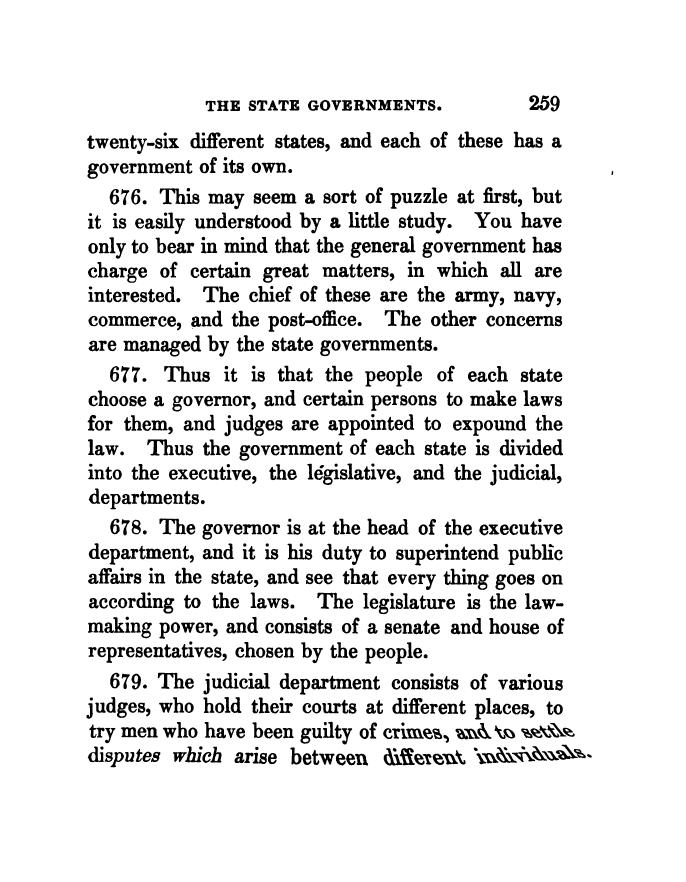 THE STATE GOVERNMENTS. 259
twenty-six different states, and each of these has a
government of its own.
676. This may seem a sort of puzzle at first, but
it is easily understood by a little study. You have
only to bear in mind that the general government has
charge of certain great matters, in which all are
interested. The chief of these are the army, navy,
commerce, and the post-office. The other concerns
are managed by the state governments.
677. Thus it is that the people of each state
choose a governor, and certain persons to make laws
for them, and judges are appointed to expound the
law. Thus the government of each state is divided
into the executive, the legislative, and the judicial,
departments.
678. The governor is at the head of the executive
department, and it is his duty to superintend public
affairs in the state, and see that every thing goes on
according to the laws. The legislature is the law-
making power, and consists of a senate and house of
representatives, chosen by the people.
679. The judicial department consists of various
judges, who hold their courts at different places, to
try men who have been guilty of crimes, and to settle
disputes which arise between different individuals.